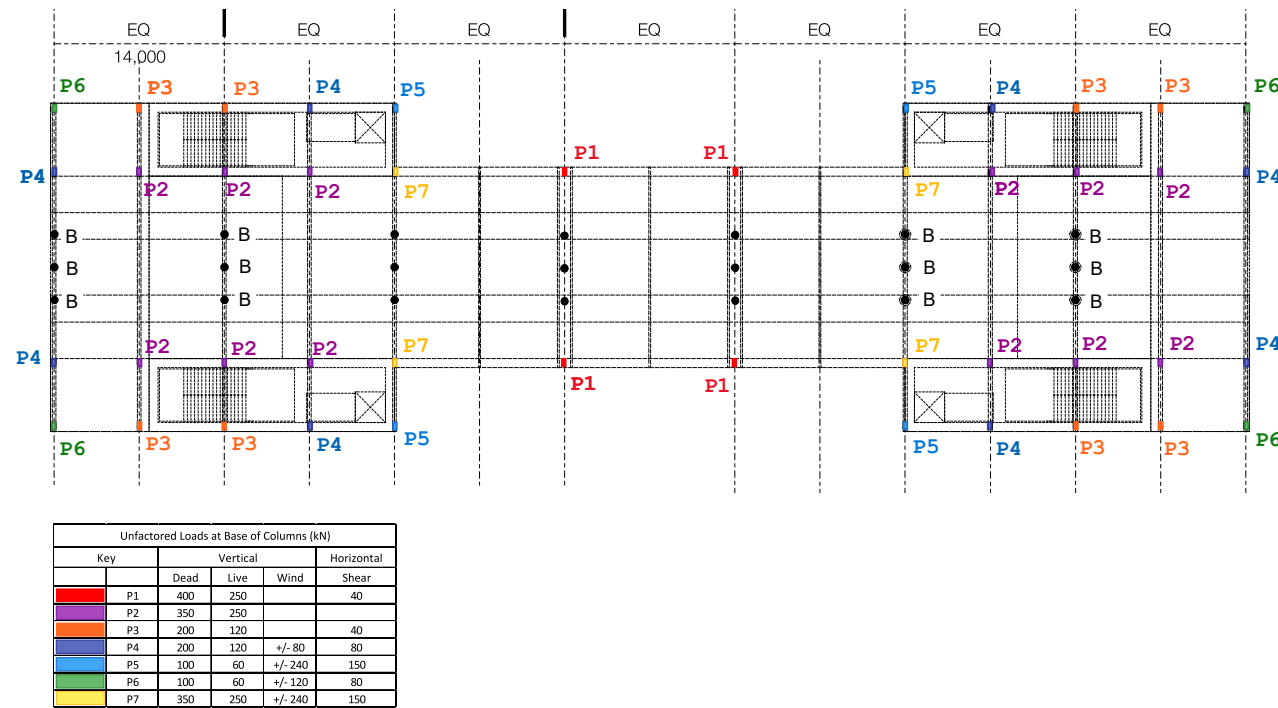 EQ EQ EQ EQ EQ EQ EQ
14,000
P6 P3 P3 P4 P5 P5 P4 P3 P3 P6
P1 P1
P4 P2 P2 P2 P7 P7 P2 P2 P2 P4
B B B B
B B B B
B B B B
P4 P2 P2 P2 P7 P7 P2 P2 P2 P4
P1 P1
P6 P3 P3 P4 P5 P5 P4 P3 P3 P6
Unfactored Loads at Base of Columns (kN)
Key Vertical Horizontal
Dead Live Wind Shear
P1 400 250 40
P2 350 250
P3 200 120 40
P4 200 120 +/- 80 80
P5 100 60 +/- 240 150
P6 100 60 +/- 120 80
P7 350 250 +/- 240 150